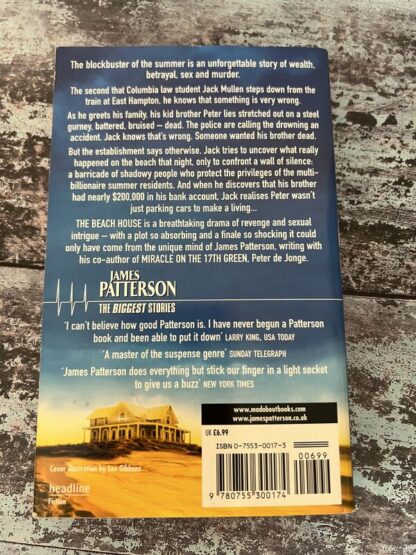 The blockbuster of the summer is an unforgettable story of wealth,
betrayal, sex and murder.
The second that Columbia law student Jack Mullen steps down from the
train at East Hampton, he knows that something is very wrong.
As he greets his family, his kid brother Peter lies stretched out on a steel
gurney, battered, bruised – dead. The police are calling the drowning an
accident. Jack knows that's wrong. Someone wanted his brother dead.
But the establishment says otherwise. Jack tries to uncover what really
happened on the beach that night, only to confront a wall of silence;
a barricade of shadowy people who protect the privileges of the multi-
billionaire summer residents. And when he discovers that his brother
had nearly $200,000 in his bank account, Jack realises Peter wasn't
just parking cars to make a living...
THE BEACH HOUSE is a breathtaking drama of revenge and sexual
intrigue – with a plot so absorbing and a finale so shocking it could
only have come from the unique mind of James Patterson, writing with
his co-author of MIRACLE ON THE 17TH GREEN, Peter de Jonge.
JAMES
PATTERSON
THE BIGGEST STORIES
'I can't believe how good Patterson is. I have never begun a Patterson
book and been able to put it down' LARRY KING, USA TODAY
'A master of the suspense genre' SUNDAY TELEGRAPH
'James Patterson does everything but stick our finger in a light socket
to give us a buzz' NEW YORK TIMES
www.madaboutbooks.com
www.jamespatterson.co.uk
UK £6.99
ISBN 0-7553-0017-3
00699
9 780755 300174
Cover illustration by Lee Gibbons
headline
Fiction